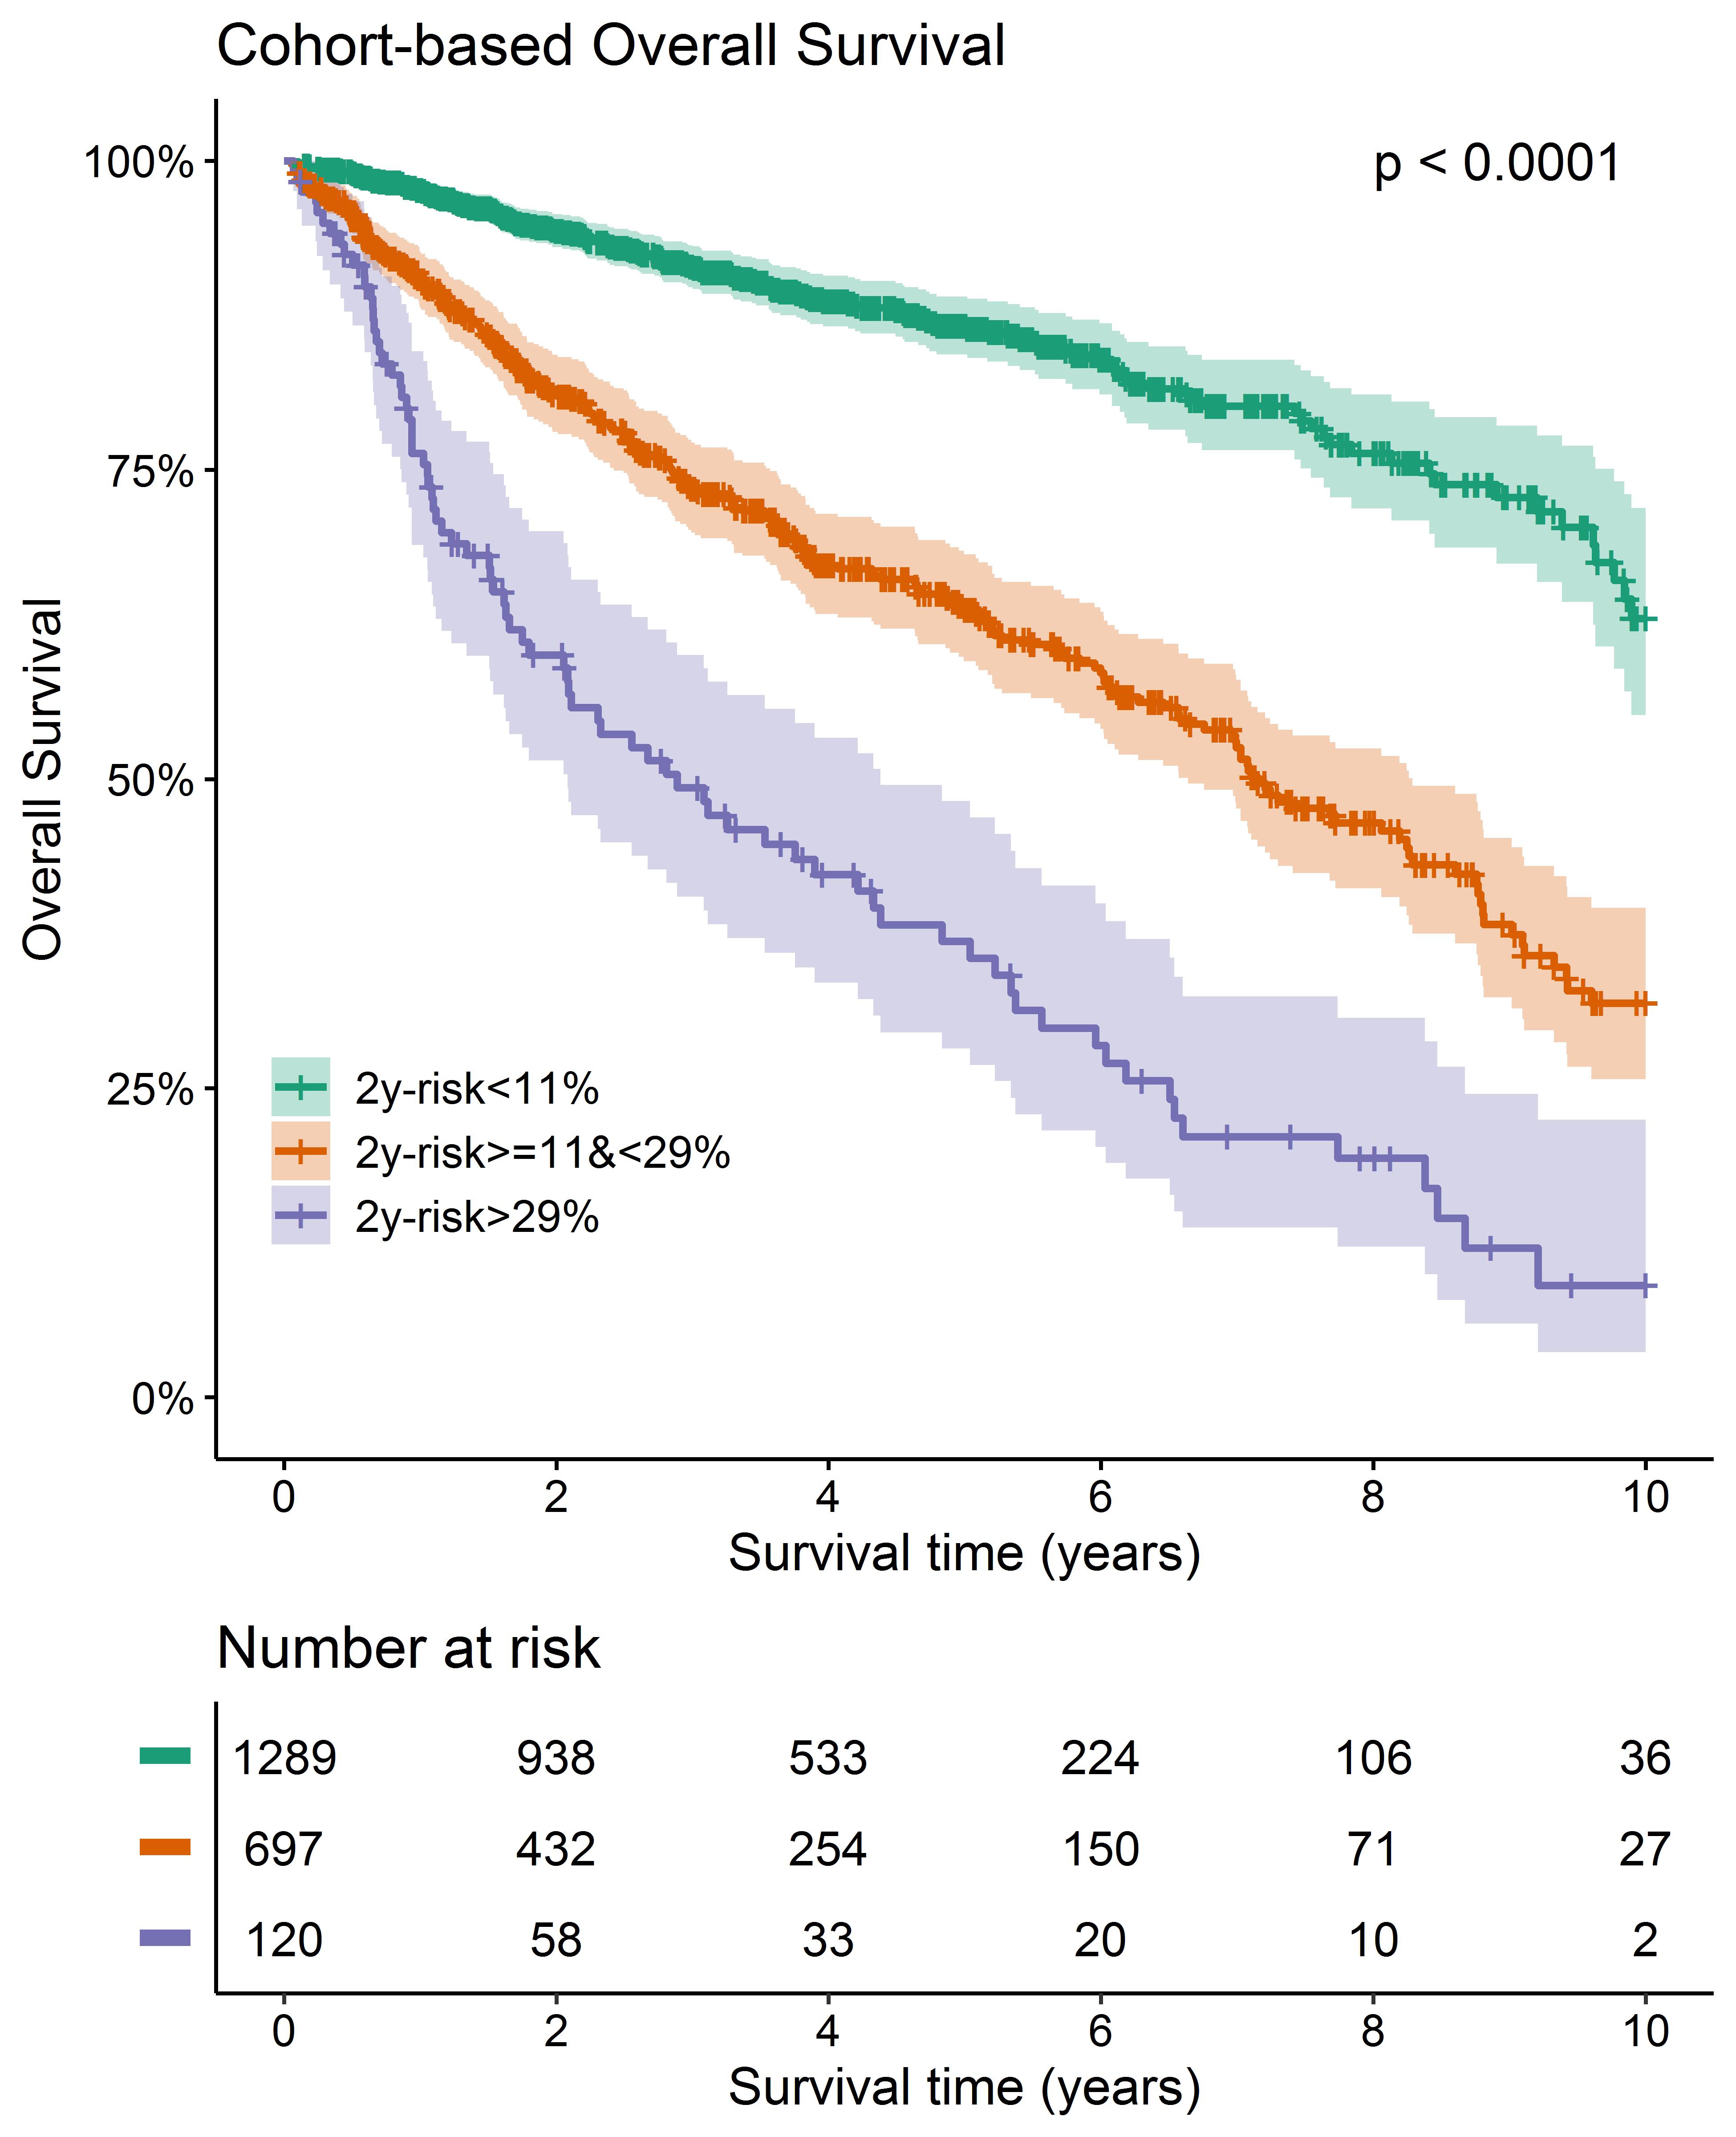 Cohort-based Overall Survival
p < 0.0001
Overall Survival
100%
75%
50%
25%
0%
2y-risk<11%
2y-risk>=11&<29%
2y-risk>29%
0 2 4 6 8 10
Survival time (years)
Number at risk
1289 938 533 224 106 36
697 432 254 150 71 27
120 58 33 20 10 2
0 2 4 6 8 10
Survival time (years)